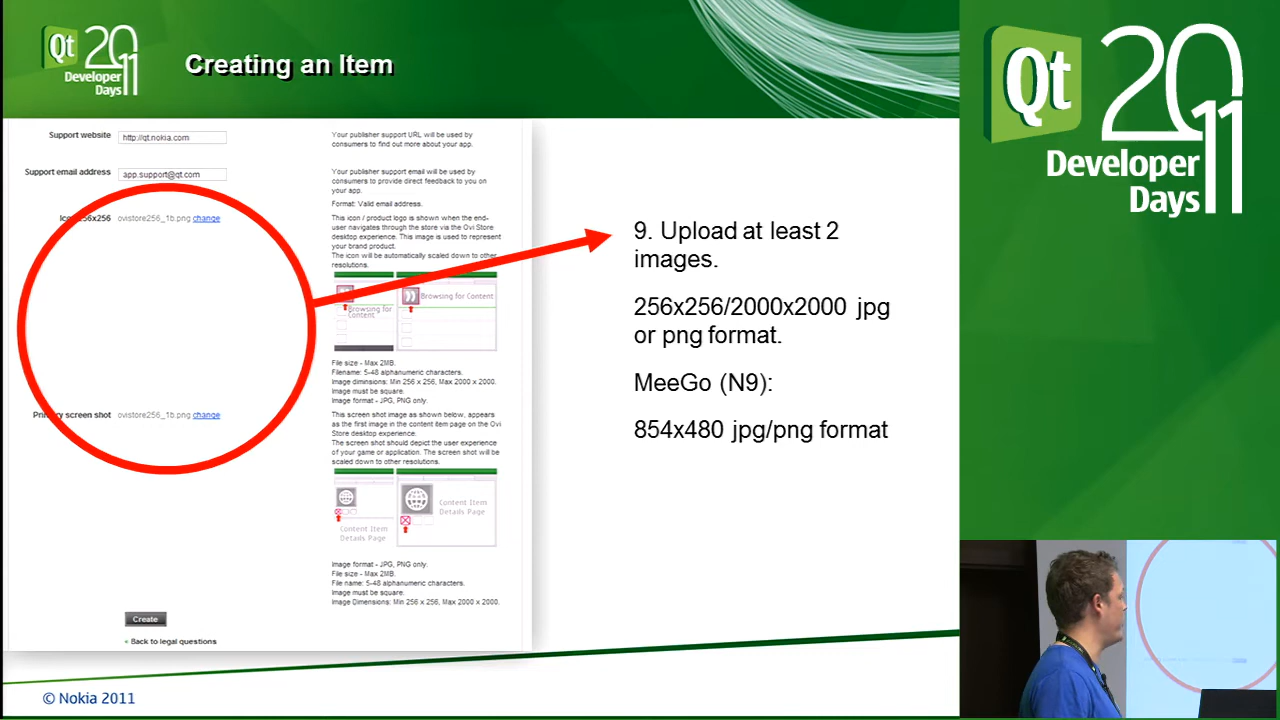 Qt 2011
Developer
Days
Creating an Item
Support website
http://qt.nokia.com
Your publisher support URL will be used by
consumers to find out more about your app.
Support email address
app.support@qt.com
Your publisher support email will be used by
consumers to provide direct feedback to you on
your app.
Format: Valid email address.
256x256 ovistore256_1b.png change
This icon / product logo is shown when the end-
user navigates through the store via the Ovi Store
desktop experience. This image is used to represent
your brand product.
The icon will be automatically scaled down to other
resolutions.
Browsing for
Content
Browsing for Content
File size - Max 2MB.
Filename: 5-48 alphanumeric characters.
Image diminsions: Min 256 x 256, Max 2000 x 2000.
Image must be square.
Image format - JPG, PNG only.
screen shot ovistore256_1b.png change
This screen shot image as shown below, appears
as the first image in the content item page on the Ovi
Store desktop experience.
The screen shot should depict the user experience
of your game or application. The screen shot will be
scaled down to other resolutions.
Content Item
Details Page
Content Item
Details Page
Image format - JPG, PNG only.
File size - Max 2MB.
File name: 5-48 alphanumeric characters.
Image must be square.
Image Dimensions: Min 256 x 256, Max 2000 x 2000.
Create
Back to legal questions
9. Upload at least 2
images.
256x256/2000x2000 jpg
or png format.
MeeGo (N9):
854x480 jpg/png format
© Nokia 2011
Qt 2011
Developer
Days